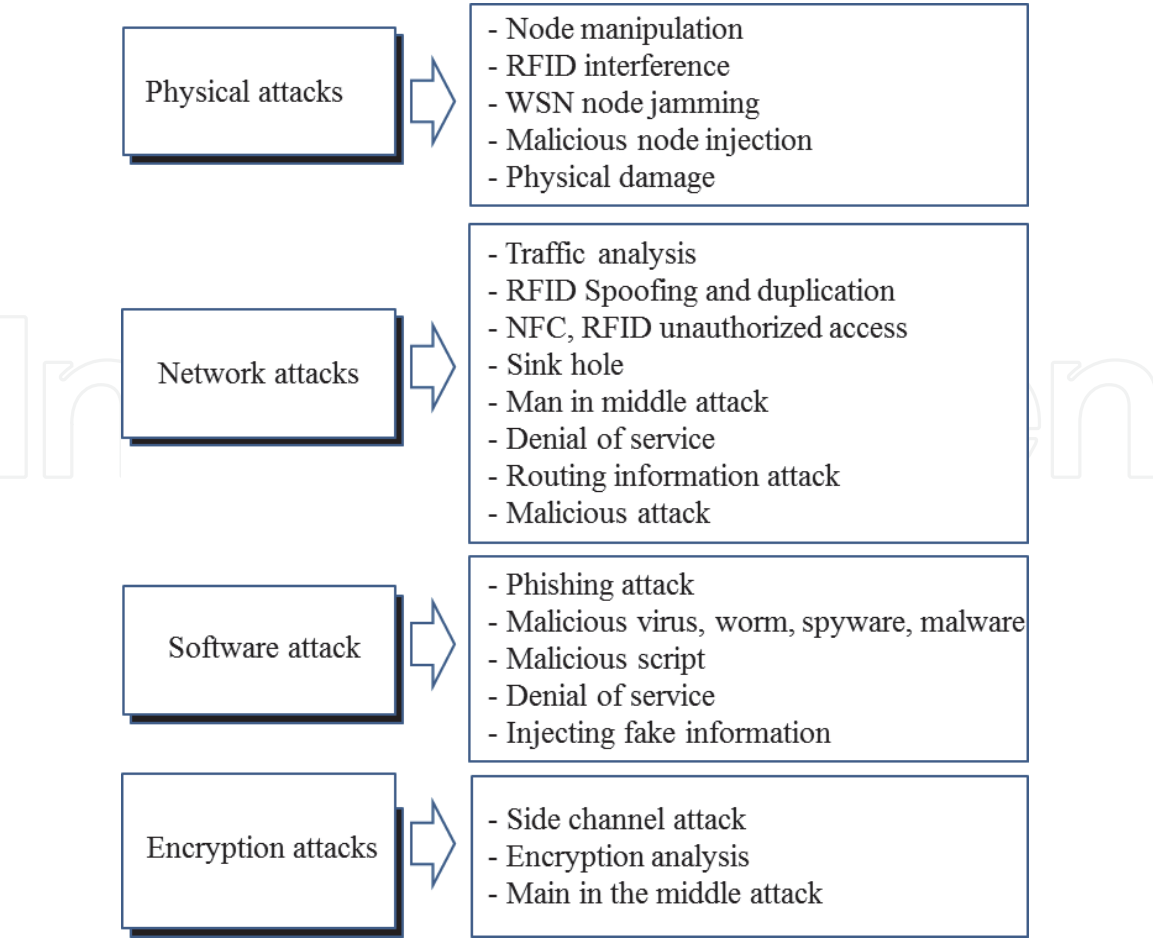 Physical attacks
- Node manipulation
- RFID interference
- WSN node jamming
- Malicious node injection
- Physical damage
Network attacks
- Traffic analysis
- RFID Spoofing and duplication
- NFC, RFID unauthorized access
- Sink hole
- Man in middle attack
- Denial of service
- Routing information attack
- Malicious attack
Software attack
- Phishing attack
- Malicious virus, worm, spyware, malware
- Malicious script
- Denial of service
- Injecting fake information
Encryption attacks
- Side channel attack
- Encryption analysis
- Main in the middle attack